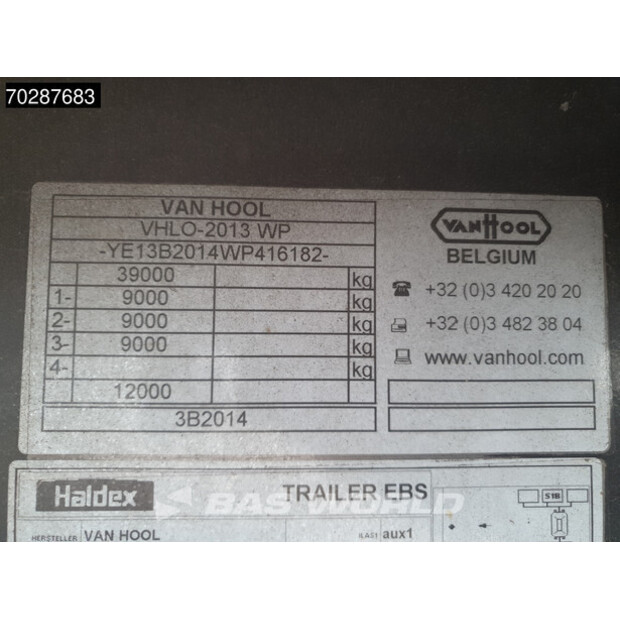 70287683
VAN HOOL
VHLO-2013 WP
-YE13B2014WP416182-
39000 kg
1- 9000 kg
2- 9000 kg
3- 9000 kg
4- kg
12000
3B2014
VANHOOL
BELGIUM
+32 (0)3 420 20 20
+32 (0)3 482 38 04
www.vanhool.com
Haldex
TRAILER EBS
BAS WORLD
HERSTELLER VAN HOOL
aux1
S1B